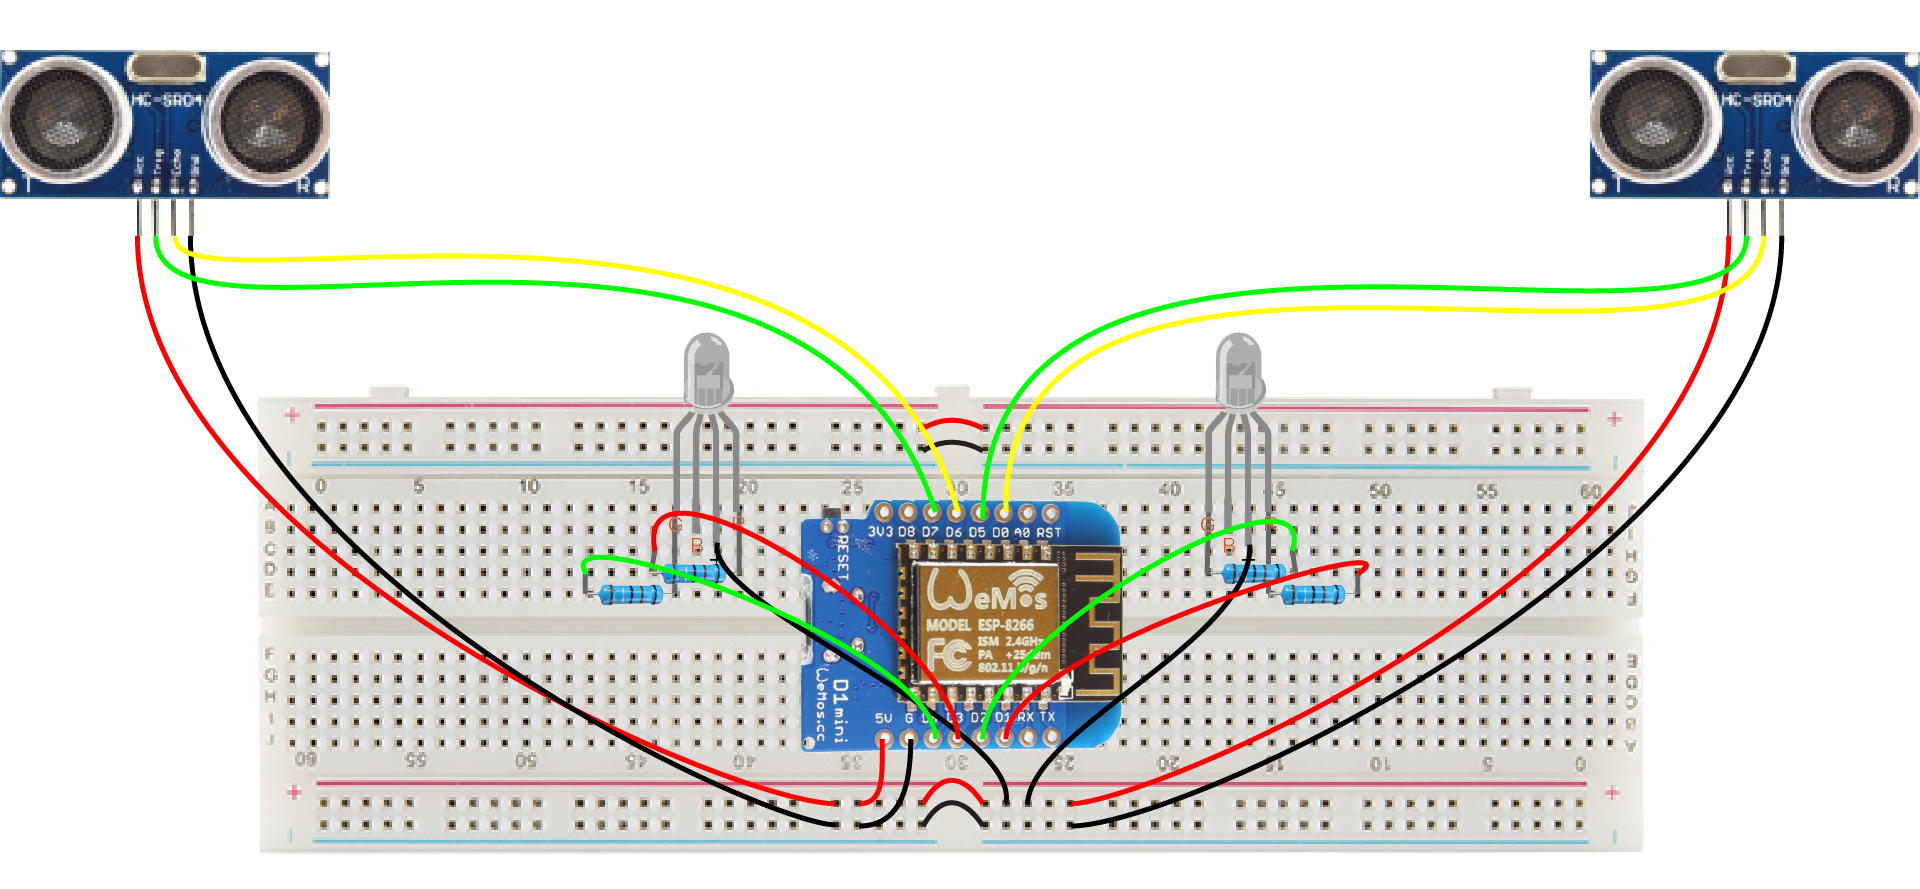 HC-SR04
HC-SR04
Vcc
Trig
Echo
Gnd
Vcc
Trig
Echo
Gnd
T
R
T
R
+
+
0 5 10 15 20 25 30 35 40 45 50 55 60
3V3 D8 D7 D6 D5 D0 A0 RST
G
B
G
B
RESET
WeMos
MODEL ESP-8266
FC
ISM 2.4GHz
PA +25dBm
802.11b/g/n
D1 mini
WeMos.cc
5V G D4 D3 D2 D1 RX TX
A
B
C
D
E
F
G
H
I
J
60 55 50 40 35 30 25 20 15 10 5 0
+
+